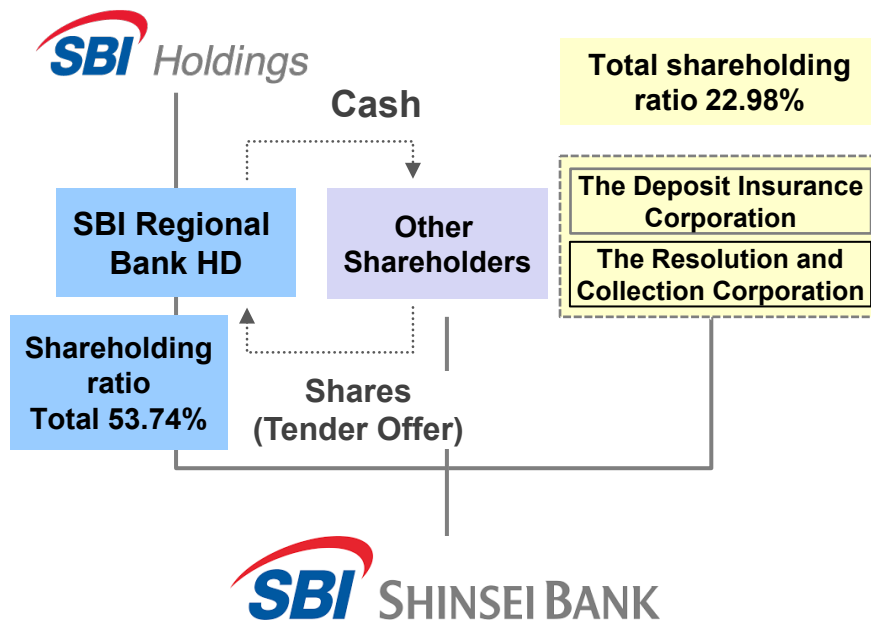 SBI Holdings
Cash
Total shareholding
ratio 22.98%
SBI Regional
Bank HD
Other
Shareholders
The Deposit Insurance
Corporation
The Resolution and
Collection Corporation
Shareholding
ratio
Total 53.74%
Shares
(Tender Offer)
SBI SHINSEI BANK